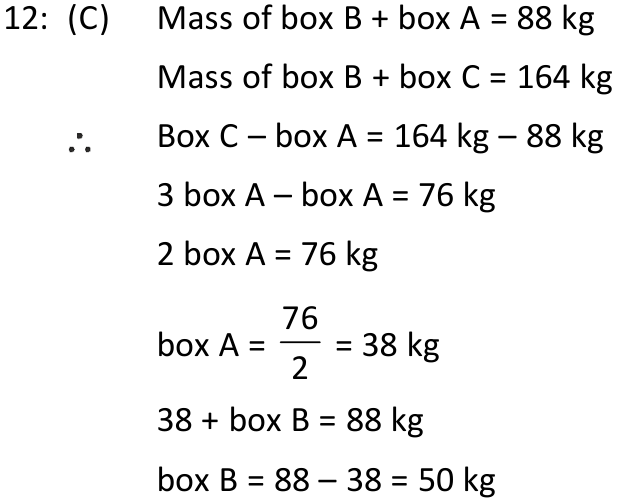 12: (C) Mass of box B + box A = 88 kg
Mass of box B + box C = 164 kg
∴ Box C – box A = 164 kg – 88 kg
3 box A – box A = 76 kg
2 box A = 76 kg
box A = 76/2 = 38 kg
38 + box B = 88 kg
box B = 88 – 38 = 50 kg